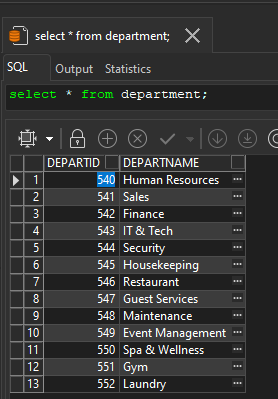 select * from department;
SQL Output Statistics
select * from department;
DEPARTID DEPARTNAME
1 540 Human Resources ...
2 541 Sales ...
3 542 Finance ...
4 543 IT & Tech ...
5 544 Security ...
6 545 Housekeeping ...
7 546 Restaurant ...
8 547 Guest Services ...
9 548 Maintenance ...
10 549 Event Management ...
11 550 Spa & Wellness ...
12 551 Gym ...
13 552 Laundry ...